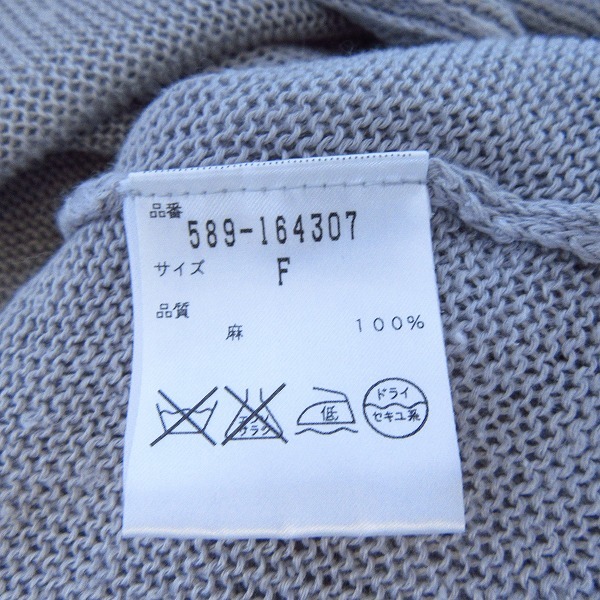 品番
589-164307
サイズ F
品質
麻 100%
エンソ
サラシ
低
ドライ
セキユ系